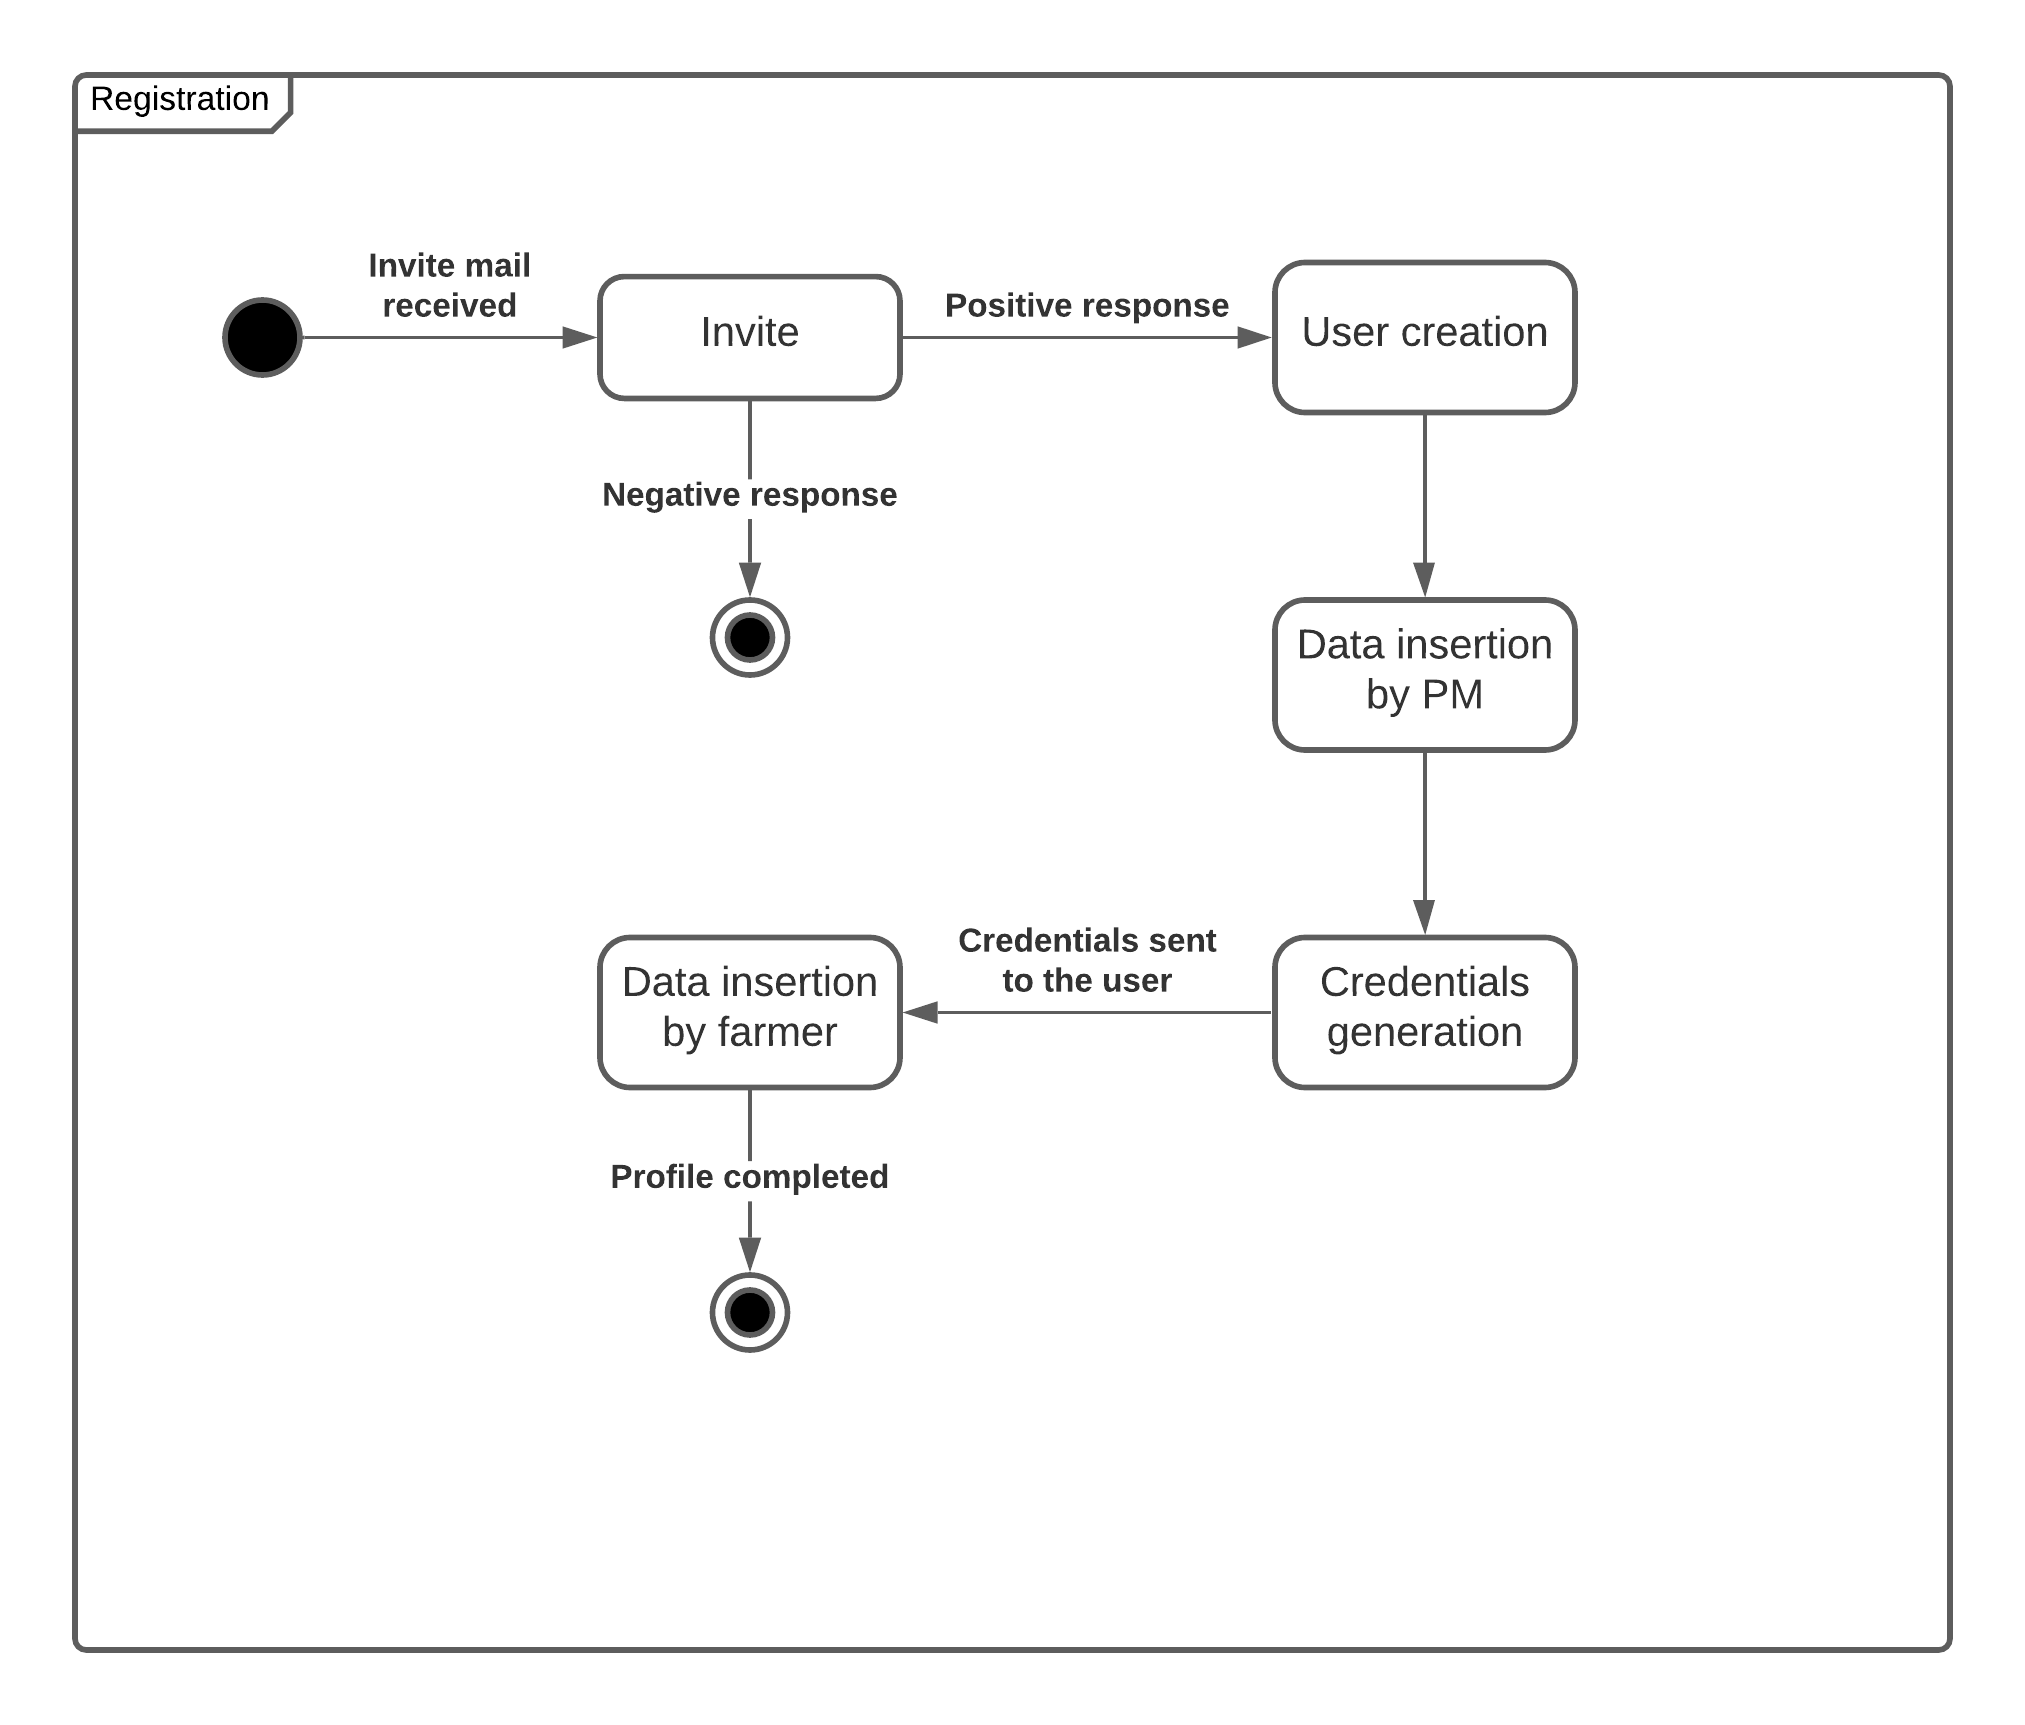 Registration
Invite mail
received
Invite
Positive response
User creation
Negative response
Data insertion
by PM
Credentials
generation
Credentials sent
to the user
Data insertion
by farmer
Profile completed